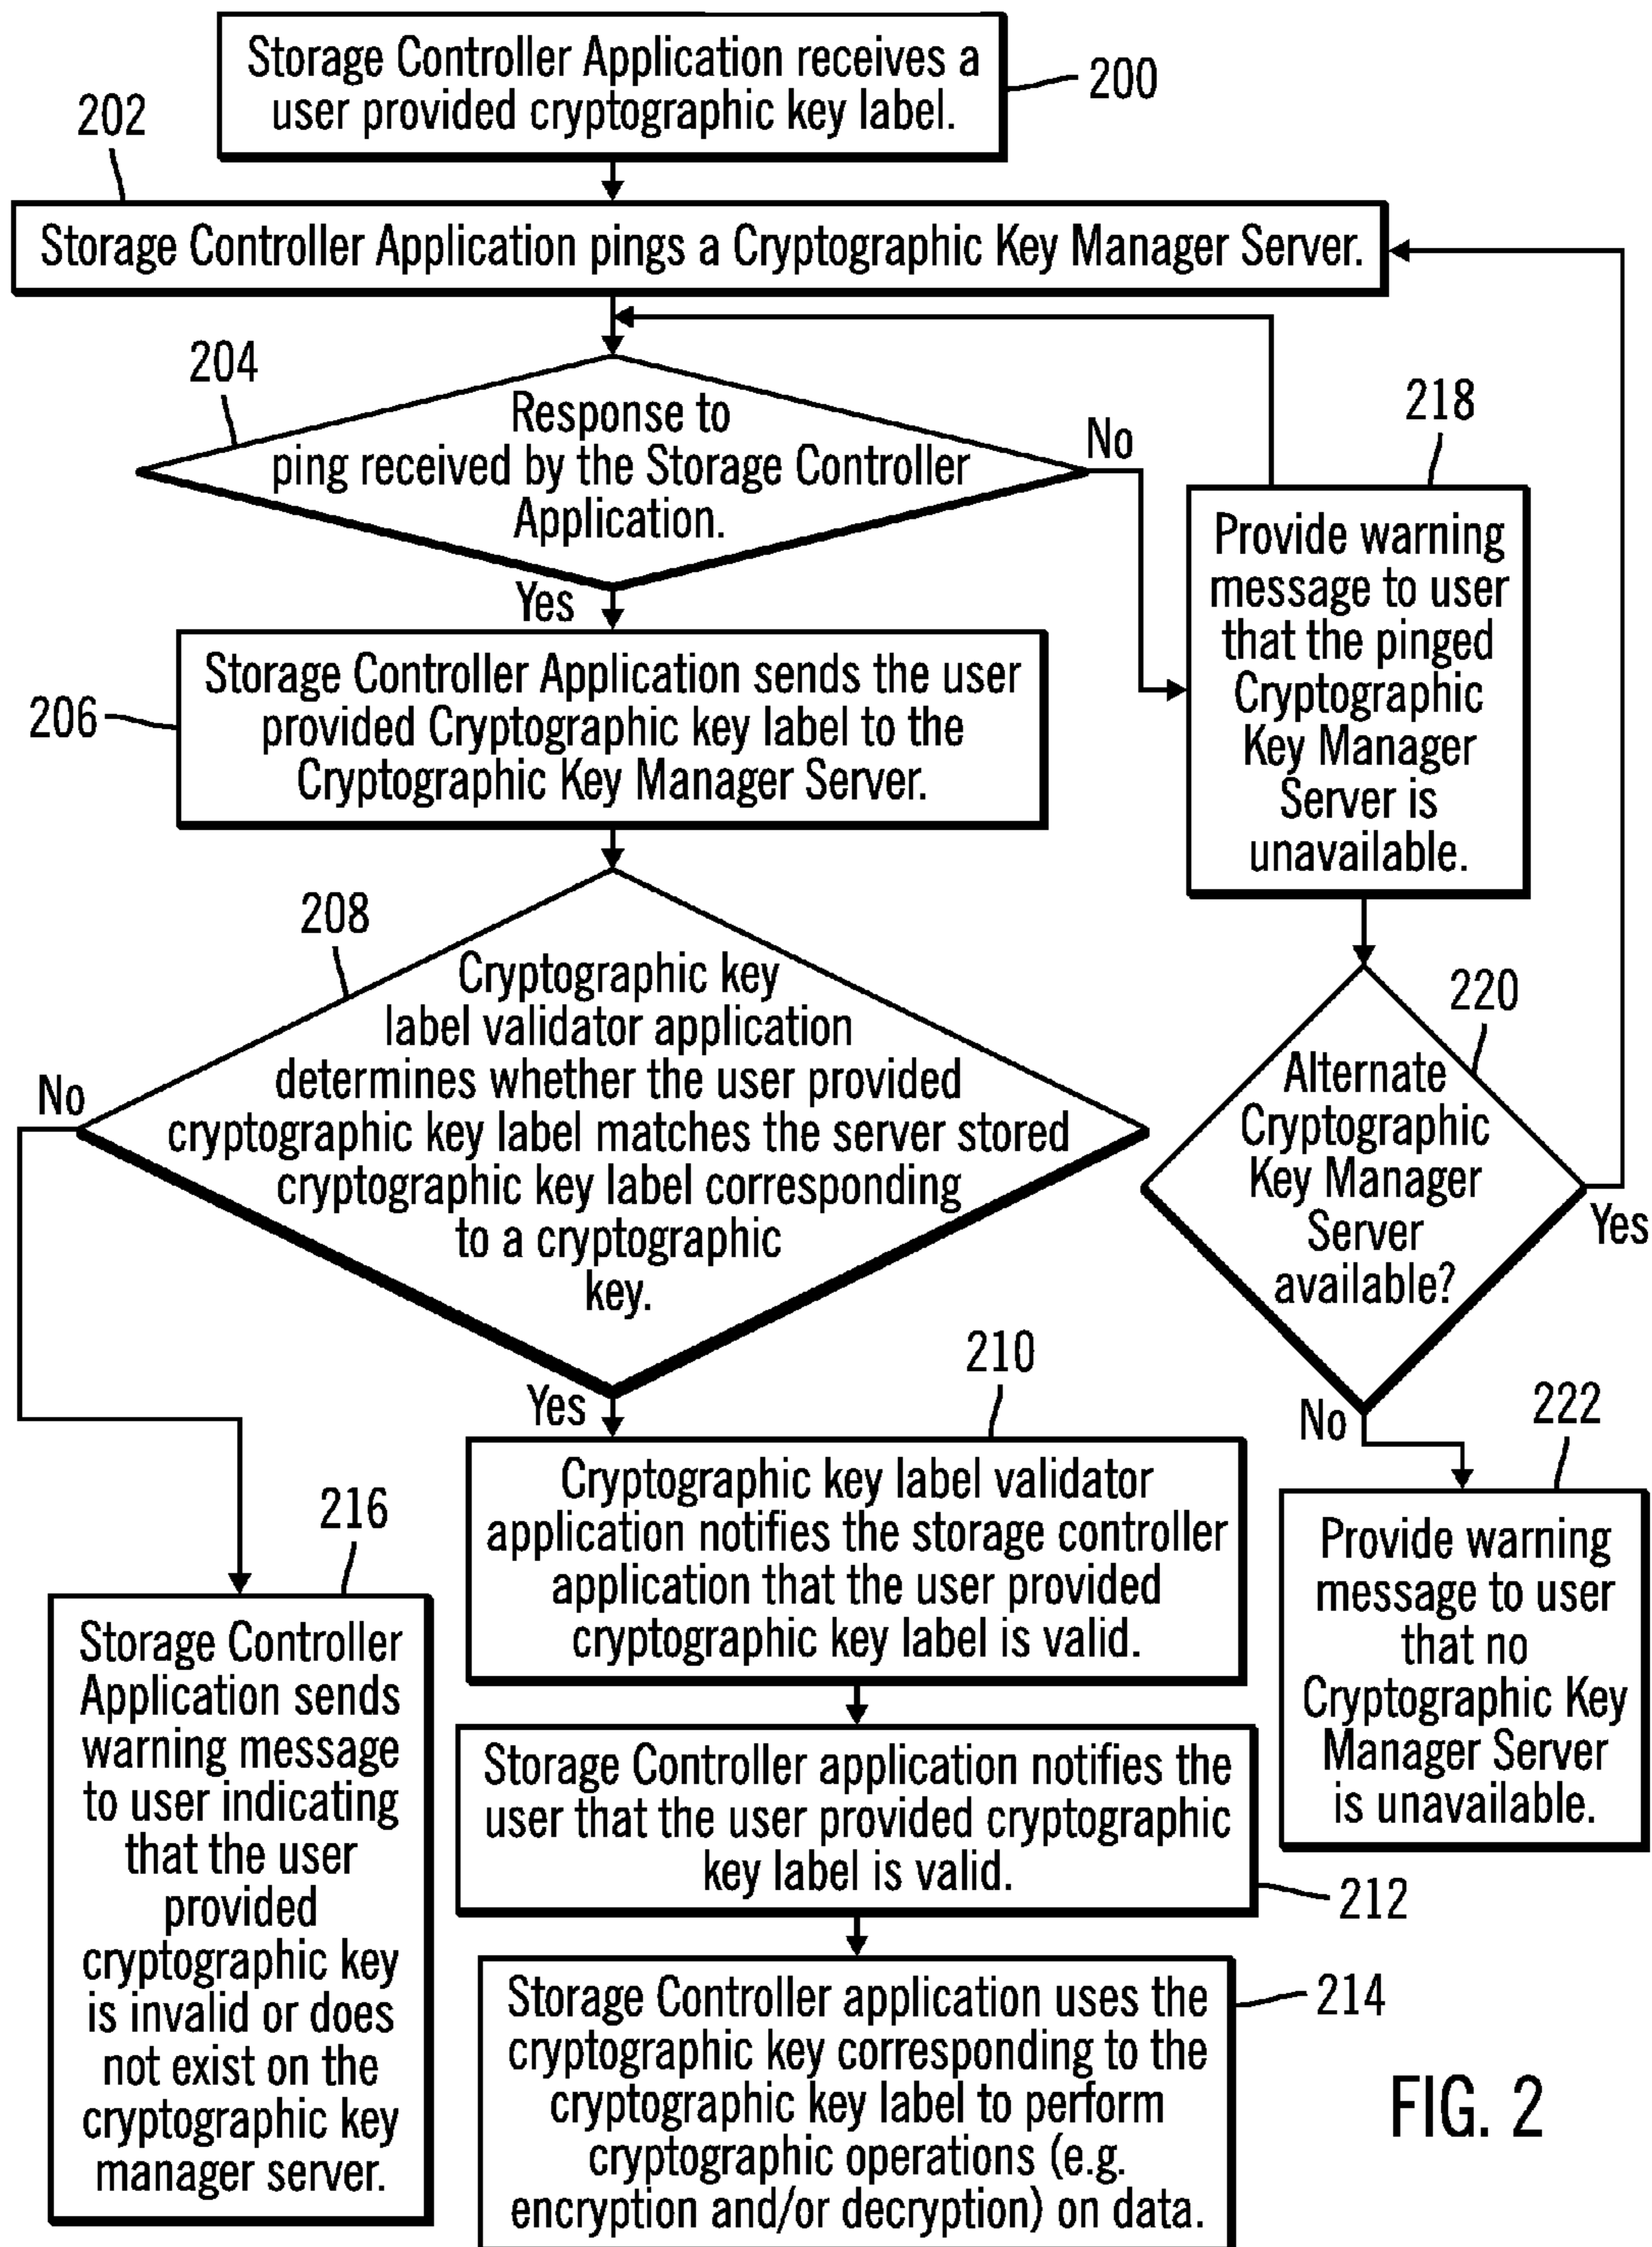 Storage Controller Application receives a
user provided cryptographic key label.
200
202
Storage Controller Application pings a Cryptographic Key Manager Server.
204
Response to
ping received by the Storage Controller
Application.
No
Yes
218
Provide warning
message to user
that the pinged
Cryptographic
Key Manager
Server is
unavailable.
206
Storage Controller Application sends the user
provided Cryptographic key label to the
Cryptographic Key Manager Server.
208
Cryptographic key
label validator application
determines whether the user provided
cryptographic key label matches the server stored
cryptographic key label corresponding
to a cryptographic
key.
No
Yes
220
Alternate
Cryptographic
Key Manager
Server
available?
Yes
No
210
Cryptographic key label validator
application notifies the storage controller
application that the user provided
cryptographic key label is valid.
222
Provide warning
message to user
that no
Cryptographic Key
Manager Server
is unavailable.
216
Storage Controller
Application sends
warning message
to user indicating
that the user
provided
cryptographic key
is invalid or does
not exist on the
cryptographic key
manager server.
Storage Controller application notifies the
user that the user provided cryptographic
key label is valid.
212
Storage Controller application uses the
cryptographic key corresponding to the
cryptographic key label to perform
cryptographic operations (e.g.
encryption and/or decryption) on data.
214
FIG. 2